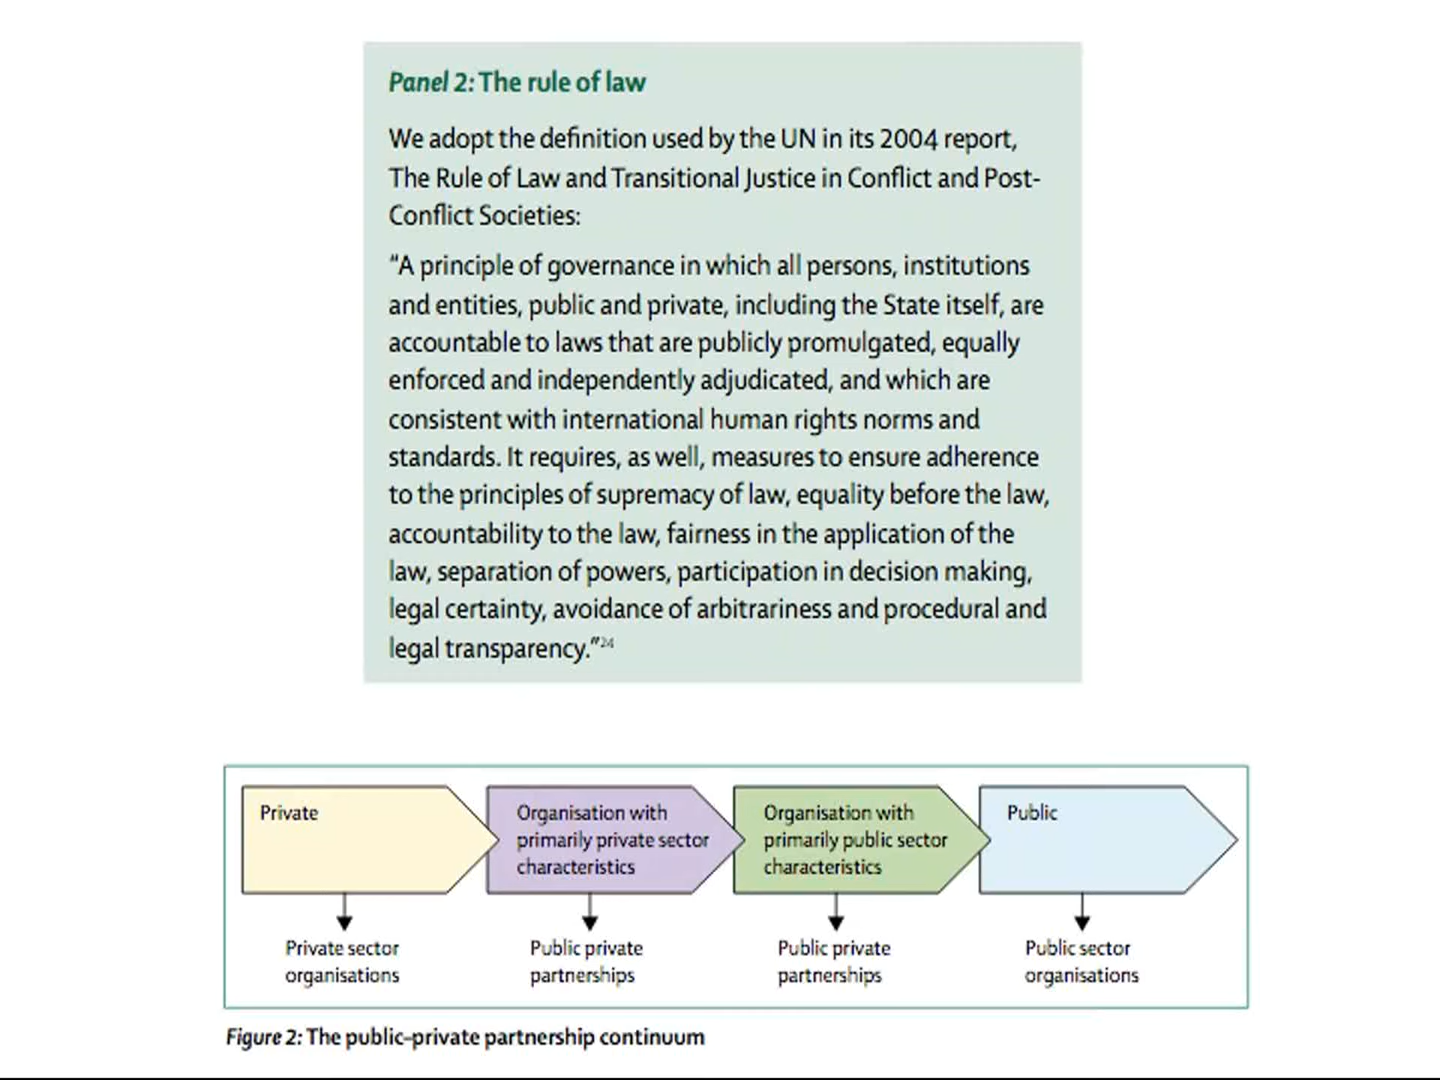 Panel 2: The rule of law
We adopt the definition used by the UN in its 2004 report,
The Rule of Law and Transitional Justice in Conflict and Post-
Conflict Societies:
“A principle of governance in which all persons, institutions
and entities, public and private, including the State itself, are
accountable to laws that are publicly promulgated, equally
enforced and independently adjudicated, and which are
consistent with international human rights norms and
standards. It requires, as well, measures to ensure adherence
to the principles of supremacy of law, equality before the law,
accountability to the law, fairness in the application of the
law, separation of powers, participation in decision making,
legal certainty, avoidance of arbitrariness and procedural and
legal transparency.”24
Private
Organisation with
primarily private sector
characteristics
Organisation with
primarily public sector
characteristics
Public
Private sector
organisations
Public private
partnerships
Public private
partnerships
Public sector
organisations
Figure 2: The public–private partnership continuum